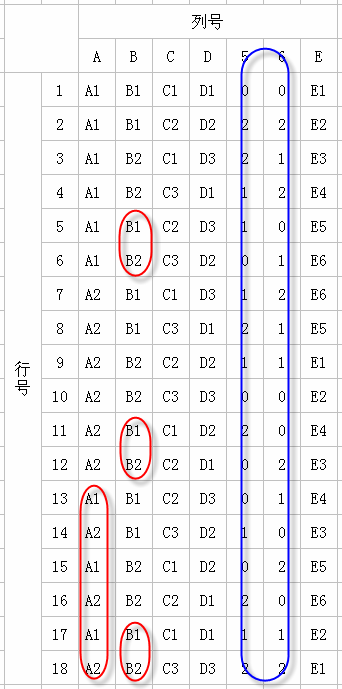 列号
A B C D 5 6 E
行号
1 A1 B1 C1 D1 0 0 E1
2 A1 B1 C2 D2 2 2 E2
3 A1 B2 C1 D3 2 1 E3
4 A1 B2 C3 D1 1 2 E4
5 A1 B1 C2 D3 1 0 E5
6 A1 B2 C3 D2 0 1 E6
7 A2 B1 C1 D3 1 2 E6
8 A2 B1 C3 D1 2 1 E5
9 A2 B2 C2 D2 1 1 E1
10 A2 B2 C3 D3 0 0 E2
11 A2 B1 C1 D2 2 0 E4
12 A2 B2 C2 D1 0 2 E3
13 A1 B1 C2 D3 0 1 E4
14 A2 B1 C3 D2 1 0 E3
15 A1 B2 C1 D2 0 2 E5
16 A2 B2 C2 D1 2 0 E6
17 A1 B1 C1 D1 1 1 E2
18 A2 B2 C3 D3 2 2 E1